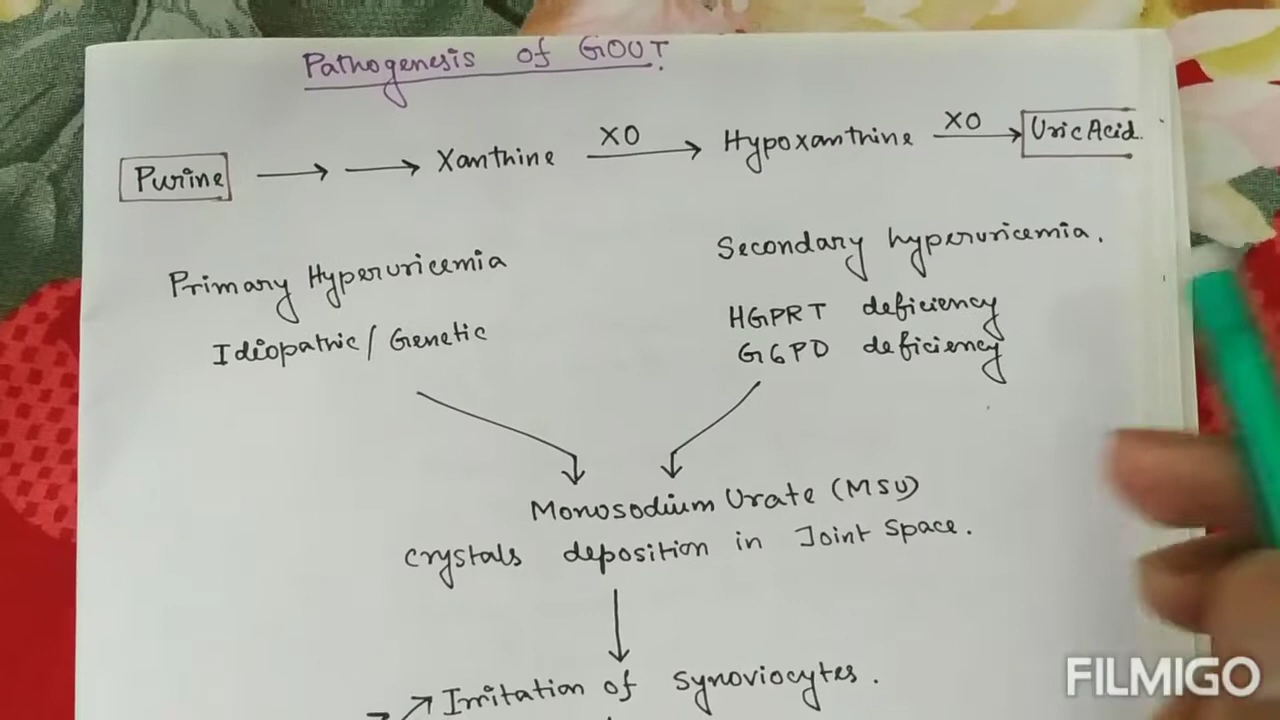 Pathogenesis of GOUT.
XO XO
Purine → → Xanthine → Hypoxanthine → Uric Acid.
Primary Hyperuricemia
Idiopathic / Genetic
Secondary hyperuricemia.
HGPRT deficiency
G6PD deficiency
Monosodium Urate (MSU)
crystals deposition in Joint Space.
Irritation of synoviocytes.
FILMIGO